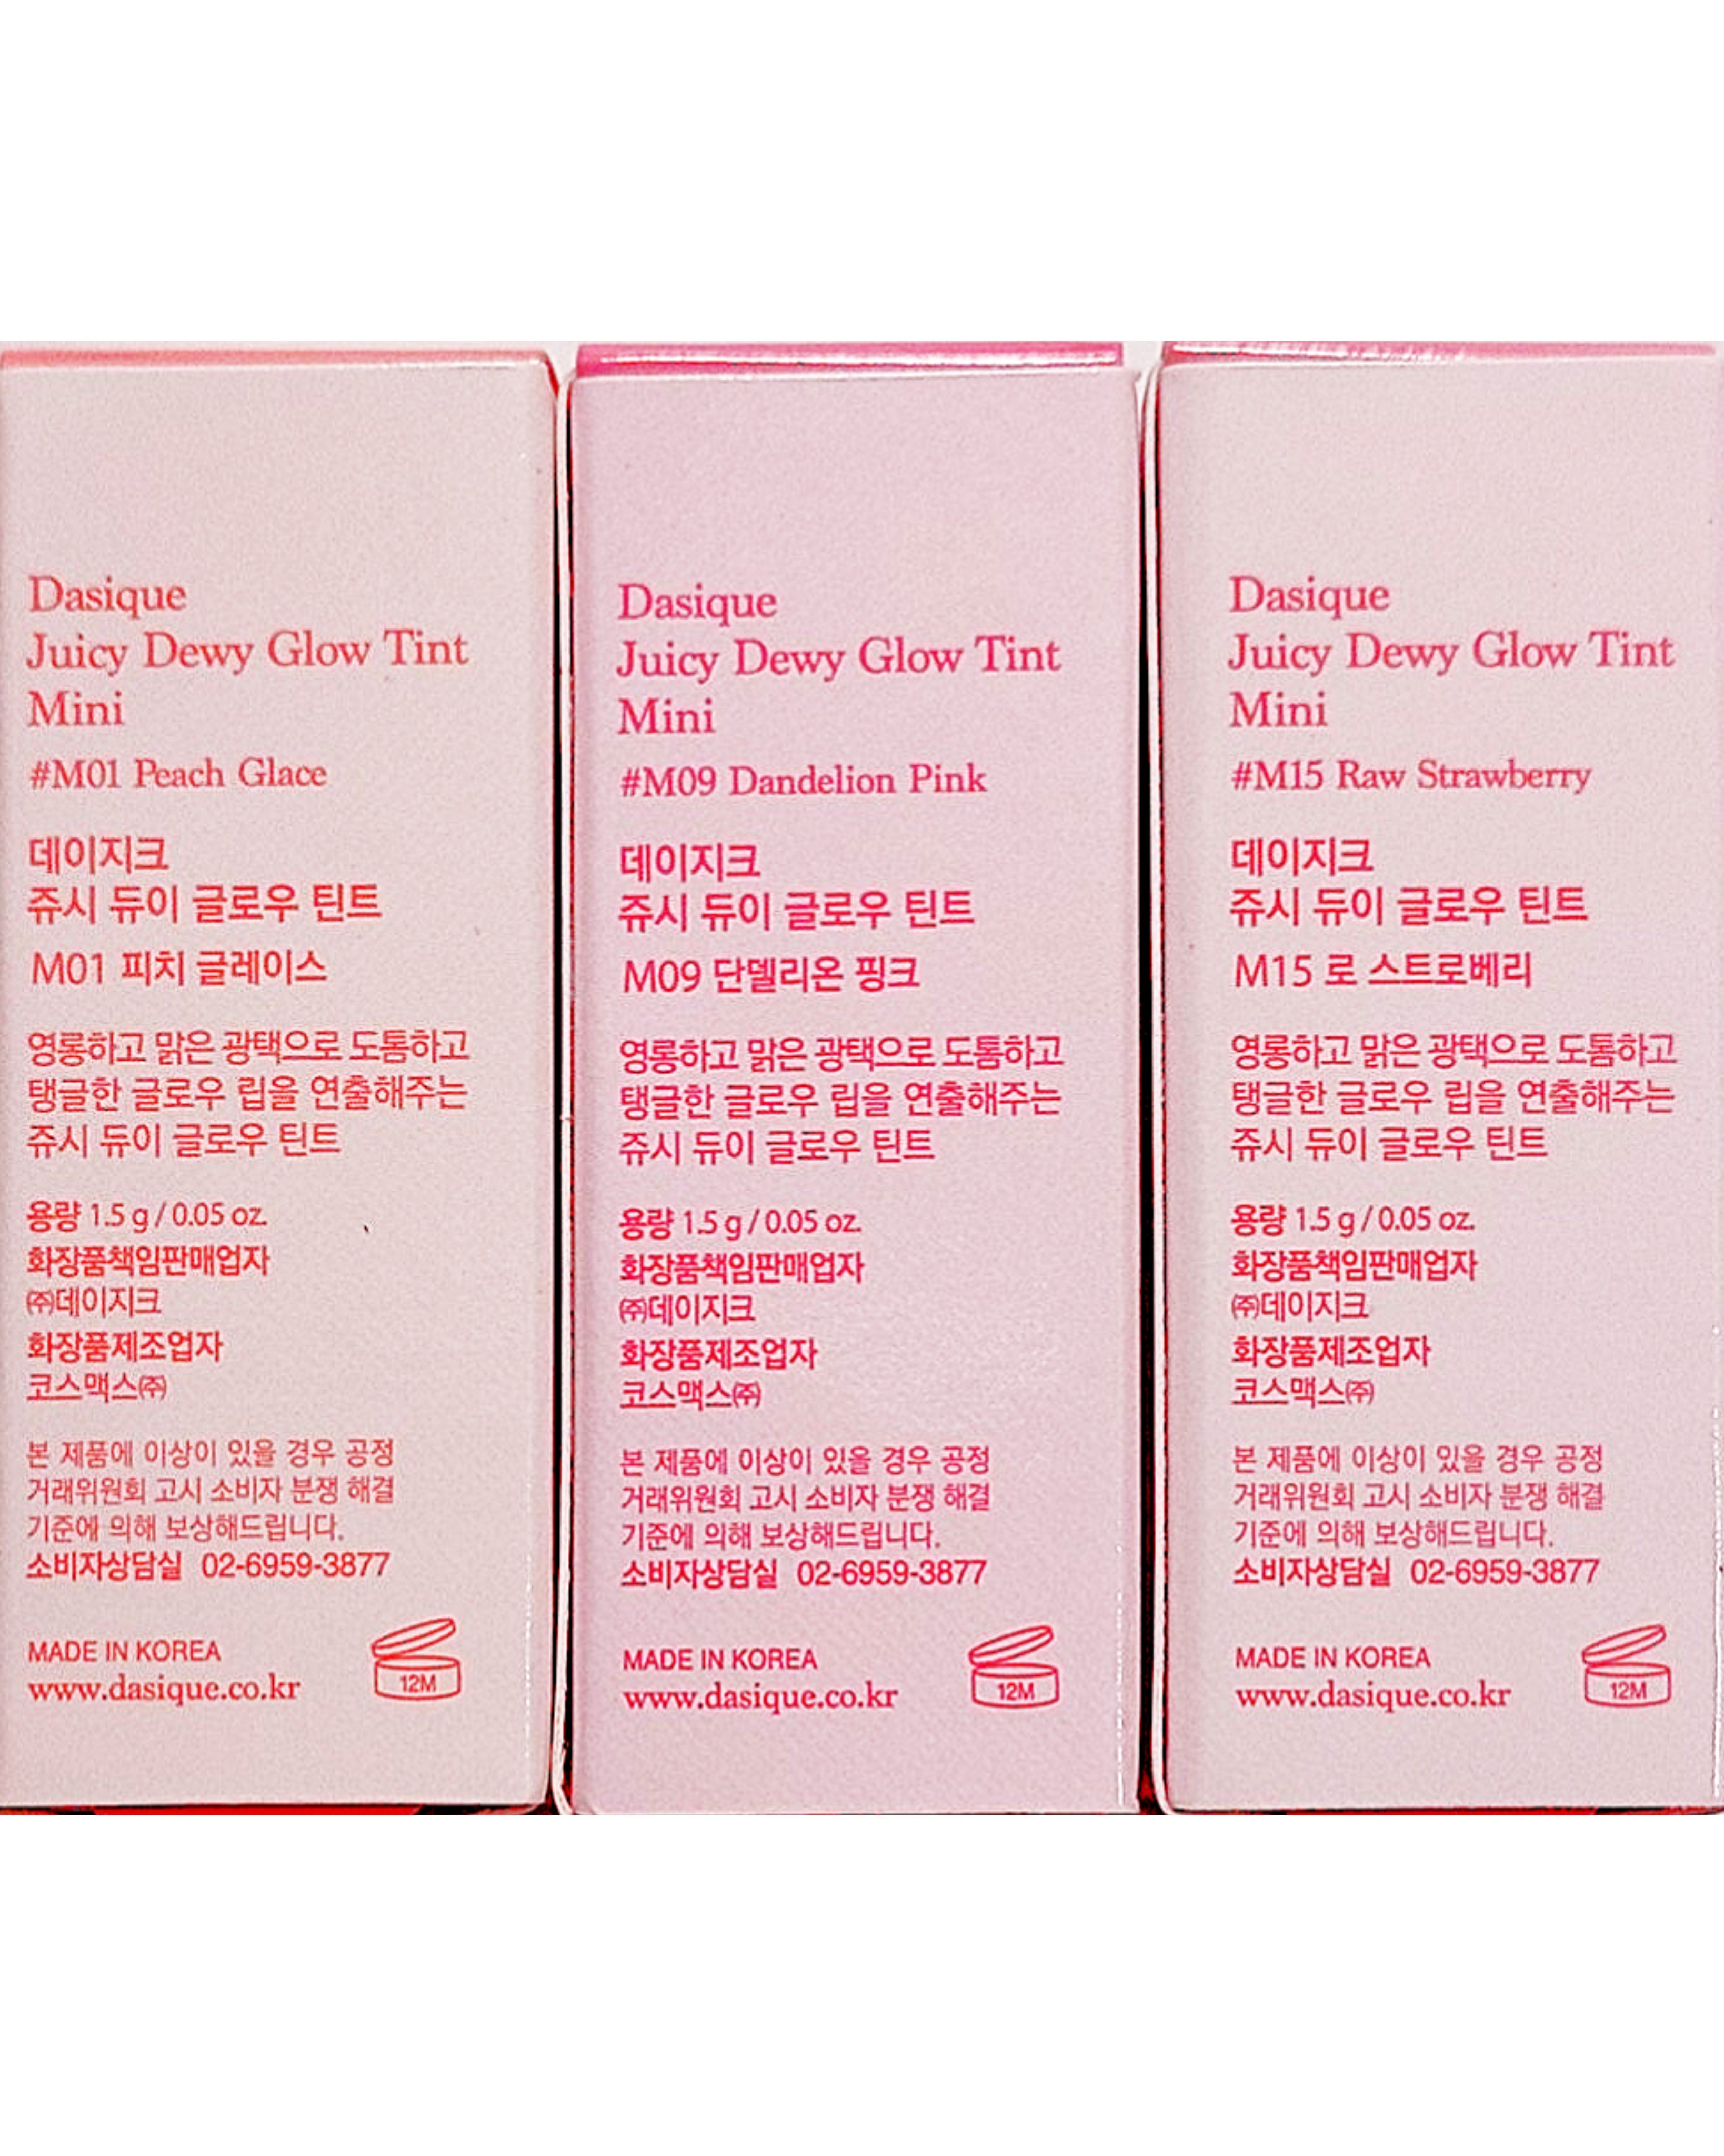 Dasique
Juicy Dewy Glow Tint
Mini
#M01 Peach Glace
데이지크
쥬시 듀이 글로우 틴트
M01 피치 글레이스
영롱하고 맑은 광택으로 도톰하고
탱글한 글로우 립을 연출해주는
쥬시 듀이 글로우 틴트
용량 1.5 g / 0.05 oz.
화장품책임판매업자
㈜데이지크
화장품제조업자
코스맥스㈜
본 제품에 이상이 있을 경우 공정
거래위원회 고시 소비자 분쟁 해결
기준에 의해 보상해드립니다.
소비자상담실 02-6959-3877
MADE IN KOREA
www.dasique.co.kr
12M
Dasique
Juicy Dewy Glow Tint
Mini
#M09 Dandelion Pink
데이지크
쥬시 듀이 글로우 틴트
M09 단델리온 핑크
영롱하고 맑은 광택으로 도톰하고
탱글한 글로우 립을 연출해주는
쥬시 듀이 글로우 틴트
용량 1.5 g / 0.05 oz.
화장품책임판매업자
㈜데이지크
화장품제조업자
코스맥스㈜
본 제품에 이상이 있을 경우 공정
거래위원회 고시 소비자 분쟁 해결
기준에 의해 보상해드립니다.
소비자상담실 02-6959-3877
MADE IN KOREA
www.dasique.co.kr
12M
Dasique
Juicy Dewy Glow Tint
Mini
#M15 Raw Strawberry
데이지크
쥬시 듀이 글로우 틴트
M15 로 스트로베리
영롱하고 맑은 광택으로 도톰하고
탱글한 글로우 립을 연출해주는
쥬시 듀이 글로우 틴트
용량 1.5 g / 0.05 oz.
화장품책임판매업자
㈜데이지크
화장품제조업자
코스맥스㈜
본 제품에 이상이 있을 경우 공정
거래위원회 고시 소비자 분쟁 해결
기준에 의해 보상해드립니다.
소비자상담실 02-6959-3877
MADE IN KOREA
www.dasique.co.kr
12M